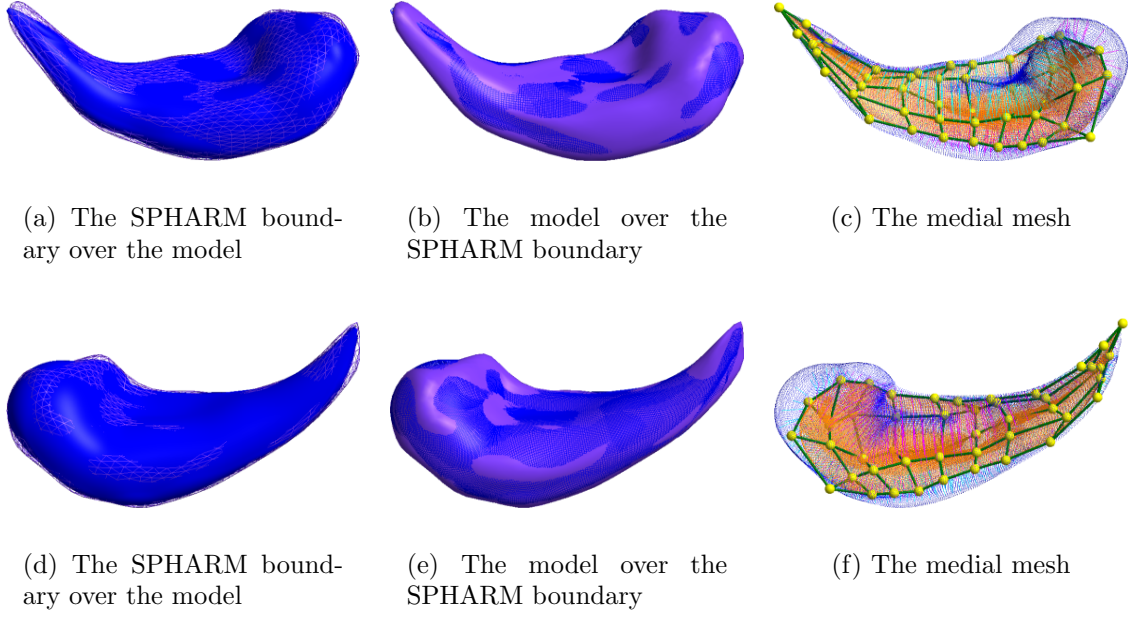 (a) The SPHARM bound-
ary over the model
(b) The model over the
SPHARM boundary
(c) The medial mesh
(d) The SPHARM bound-
ary over the model
(e) The model over the
SPHARM boundary
(f) The medial mesh